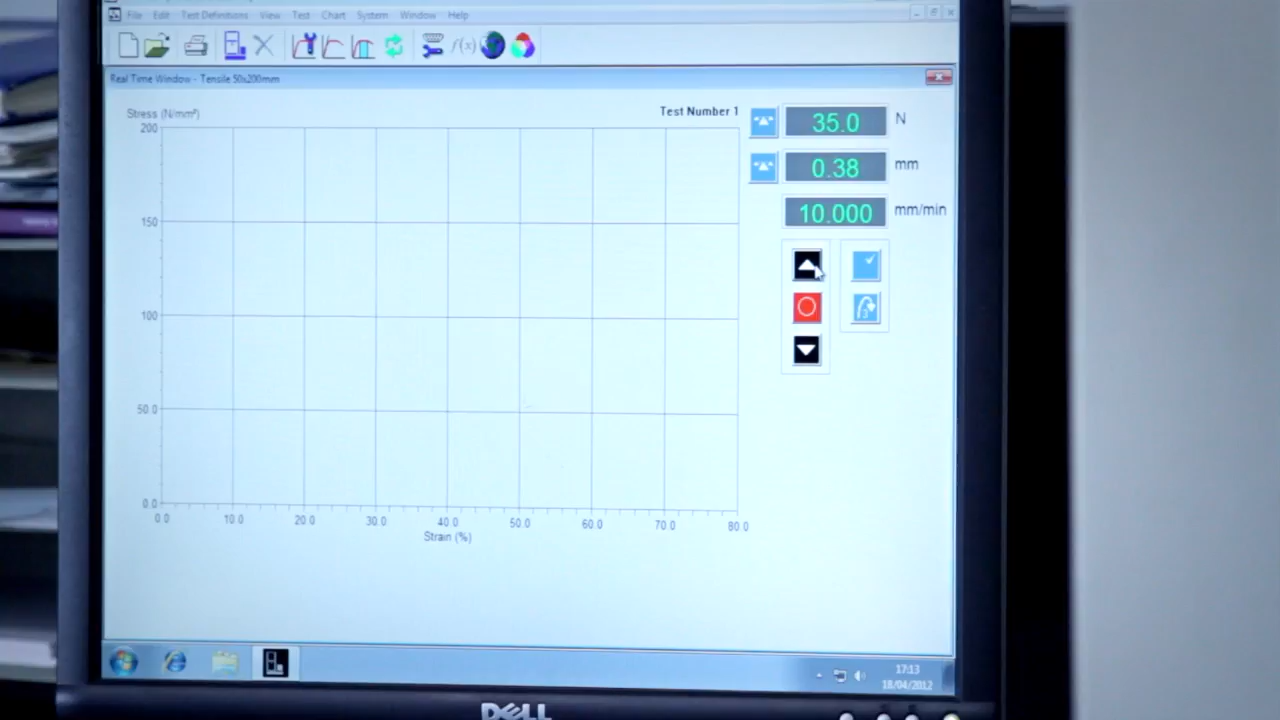 File Edit Test Definitions View Test Chart System Window Help
f(x)
Real Time Window - Tensile 50x200mm
Stress (N/mm²)
Test Number 1
35.0 N
0.38 mm
10.000 mm/min
200
150
100
50.0
0.0
0.0 10.0 20.0 30.0 40.0 50.0 60.0 70.0 80.0
Strain (%)
17:13
18/04/2012
DELL